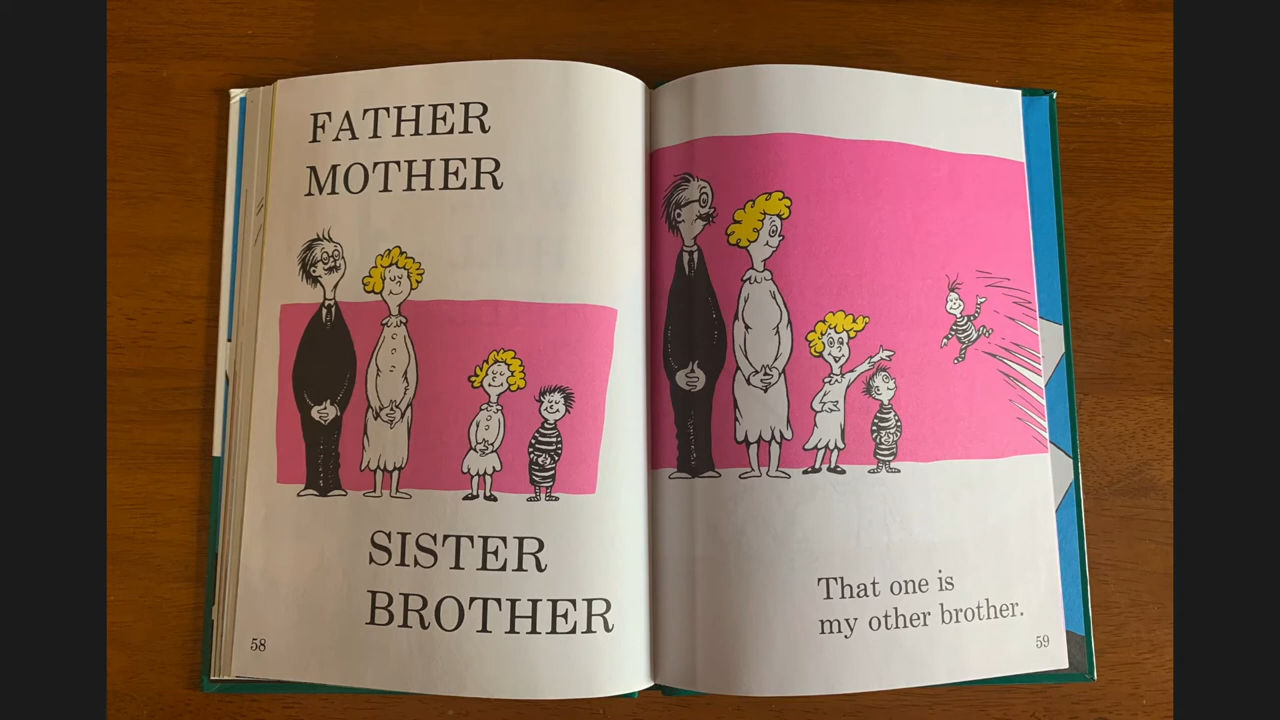 FATHER
MOTHER
SISTER
BROTHER
58
That one is
my other brother.
59